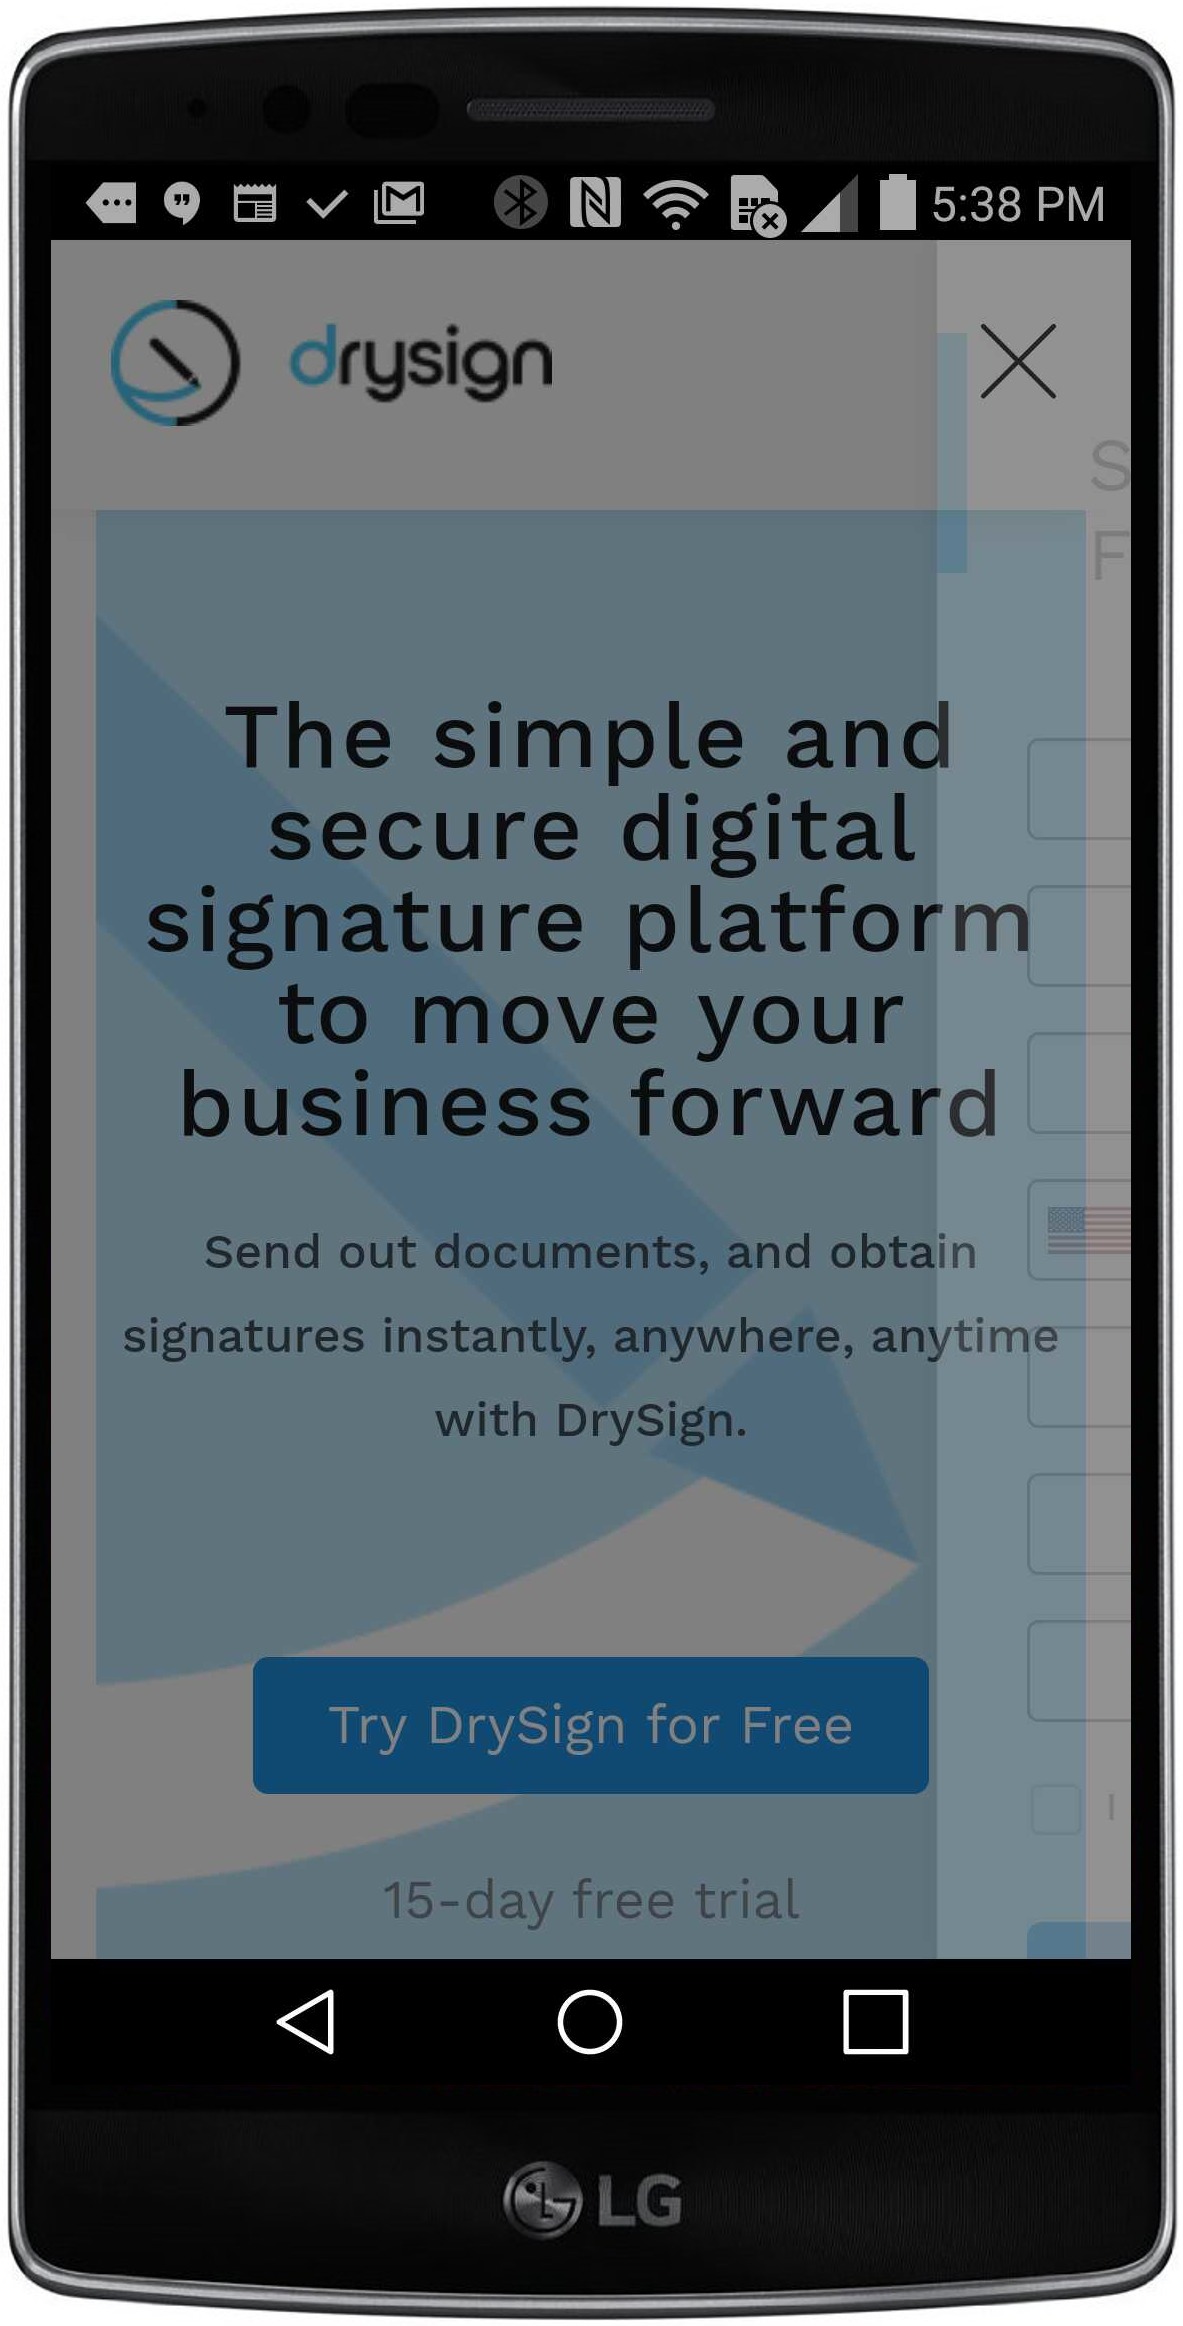 5:38 PM
drysign
S
F
The simple and
secure digital
signature platform
to move your
business forward
Send out documents, and obtain
signatures instantly, anywhere, anytime
with DrySign.
Try DrySign for Free
I
15-day free trial
LG